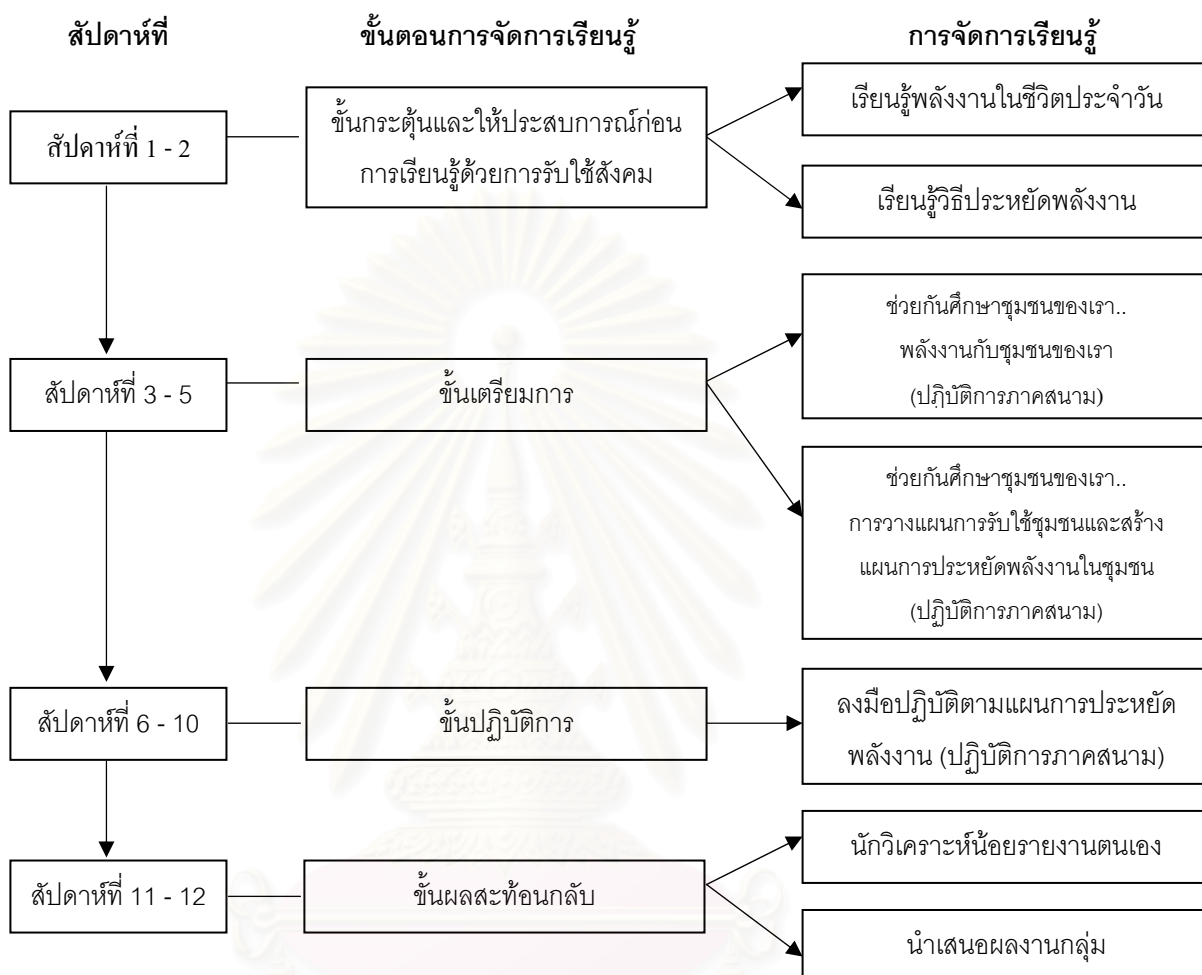 สัปดาห์ที่
ขั้นตอนการจัดการเรียนรู้
การจัดการเรียนรู้
สัปดาห์ที่ 1 - 2
ขั้นกระตุ้นและให้ประสบการณ์ก่อน
การเรียนรู้ด้วยการรับใช้สังคม
เรียนรู้พลังงานในชีวิตประจำวัน
เรียนรู้วิธีประหยัดพลังงาน
สัปดาห์ที่ 3 - 5
ขั้นเตรียมการ
ช่วยกันศึกษาชุมชนของเรา..
พลังงานกับชุมชนของเรา
(ปฏิบัติการภาคสนาม)
ช่วยกันศึกษาชุมชนของเรา..
การวางแผนการรับใช้ชุมชนและสร้าง
แผนการประหยัดพลังงานในชุมชน
(ปฏิบัติการภาคสนาม)
สัปดาห์ที่ 6 - 10
ขั้นปฏิบัติการ
ลงมือปฏิบัติตามแผนการประหยัด
พลังงาน (ปฏิบัติการภาคสนาม)
สัปดาห์ที่ 11 - 12
ขั้นผลสะท้อนกลับ
นักวิเคราะห์น้อยรายงานตนเอง
นำเสนอผลงานกลุ่ม